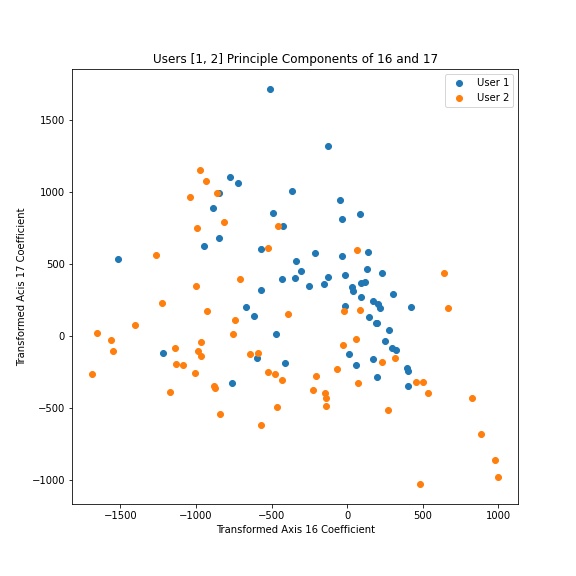 Users [1, 2] Principle Components of 16 and 17
User 1
User 2
1500
1000
500
0
−500
−1000
Transformed Acis 17 Coefficient
−1500
−1000
−500
0
500
1000
Transformed Axis 16 Coefficient